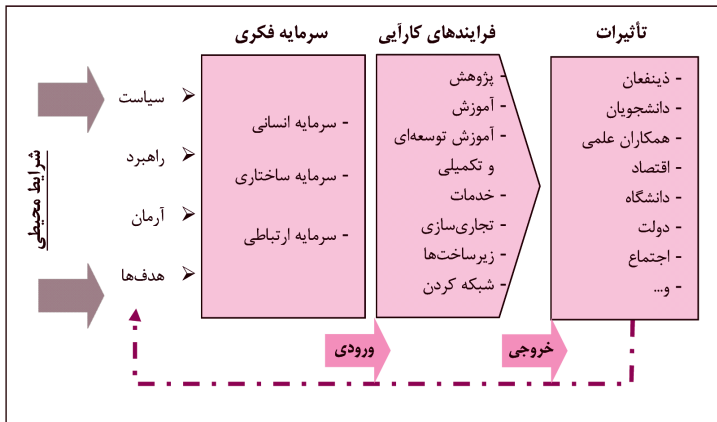 تأثیرات
- ذینفعان
- دانشجویان
- همکاران علمی
- اقتصاد
- دانشگاه
- دولت
- اجتماع
- و...
فرایندهای کارآیی
- پژوهش
- آموزش
- آموزش توسعه‌ای
و تکمیلی
- خدمات
- تجاری‌سازی
- زیرساخت‌ها
- شبکه کردن
سرمایه فکری
- سرمایه انسانی
- سرمایه ساختاری
- سرمایه ارتباطی
سیاست
راهبرد
آرمان
هدف‌ها
شرایط محیطی
ورودی
خروجی